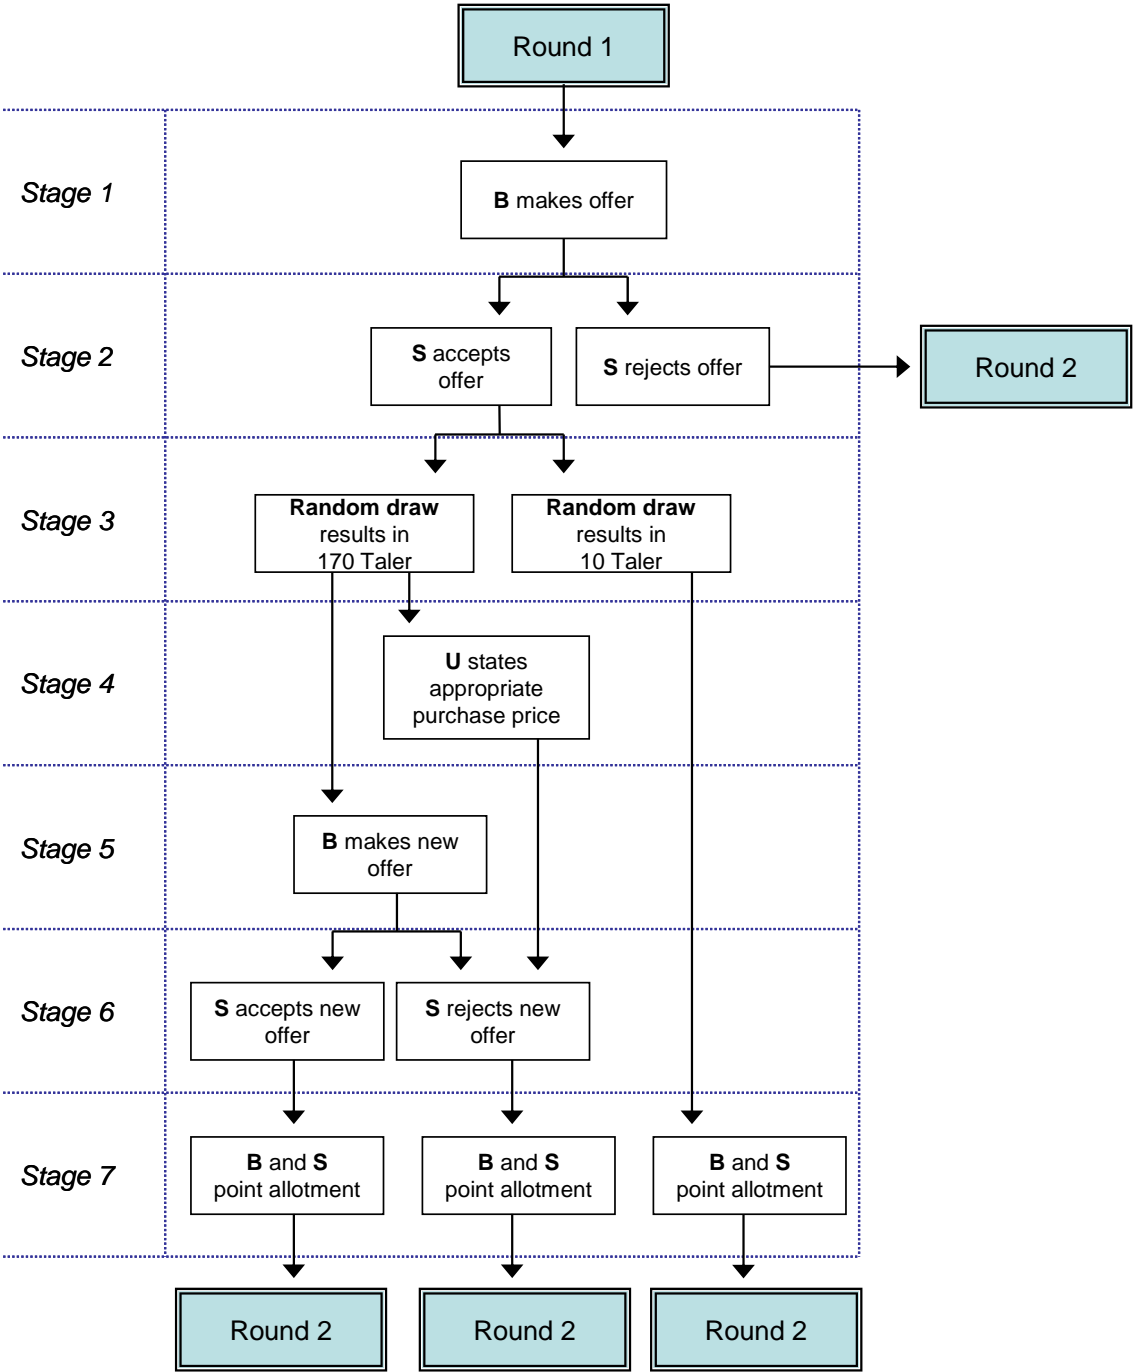 Round 1
Stage 1
B makes offer
Stage 2
S accepts
offer
S rejects offer
Round 2
Stage 3
Random draw
results in
170 Taler
Random draw
results in
10 Taler
Stage 4
U states
appropriate
purchase price
Stage 5
B makes new
offer
Stage 6
S accepts new
offer
S rejects new
offer
Stage 7
B and S
point allotment
B and S
point allotment
B and S
point allotment
Round 2
Round 2
Round 2